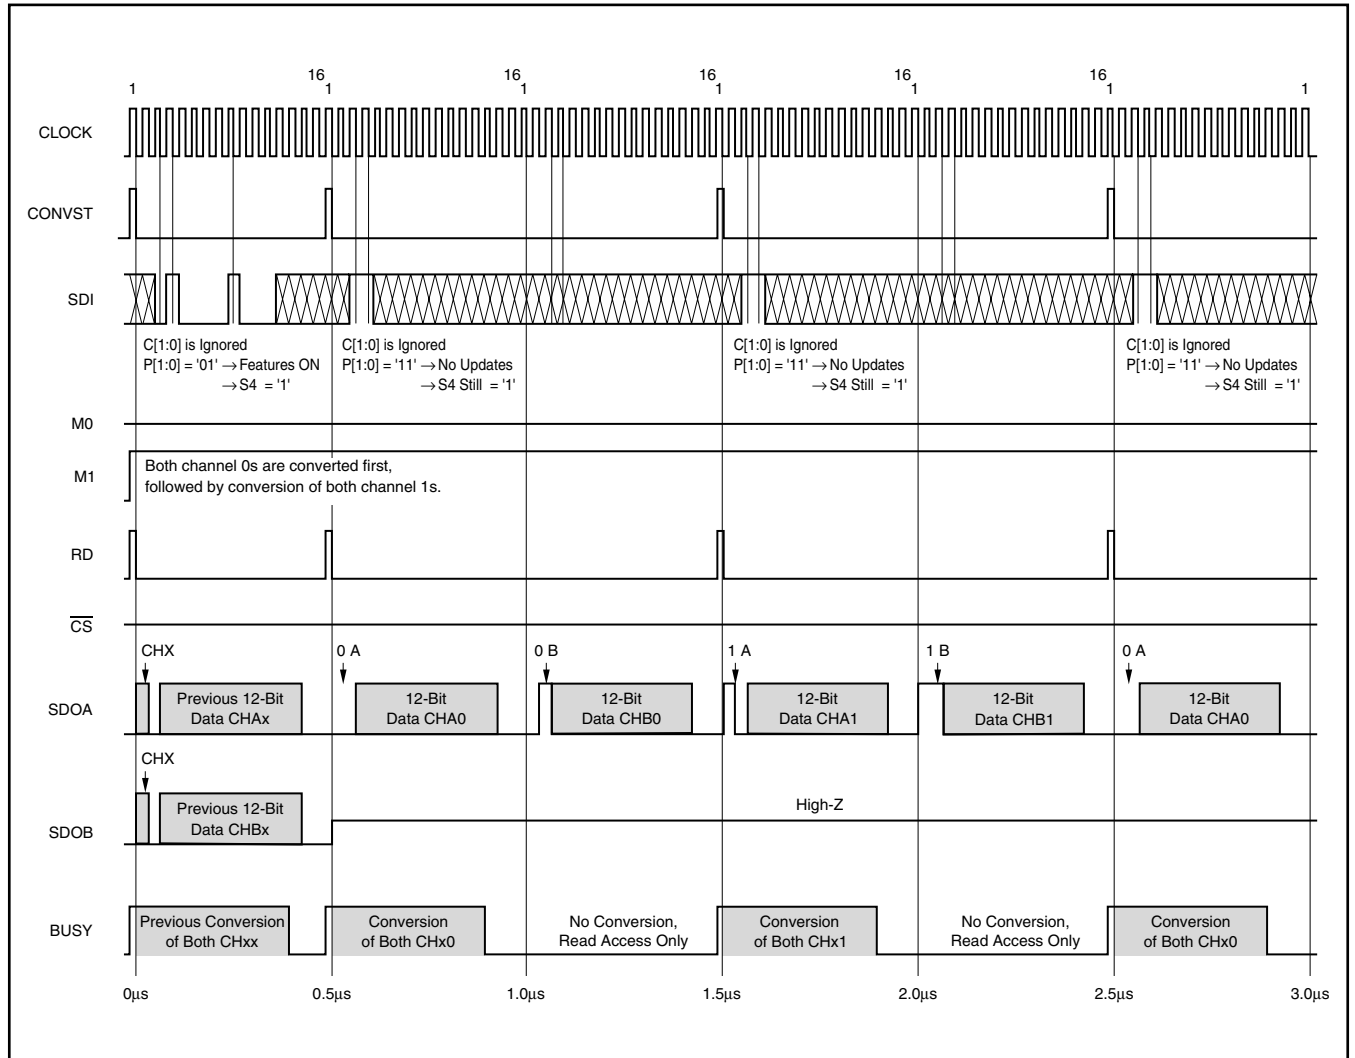 16 16 16 16 16
1 1 1 1 1 1 1
CLOCK
CONVST
SDI
C[1:0] is Ignored C[1:0] is Ignored C[1:0] is Ignored C[1:0] is Ignored
P[1:0] = '01' → Features ON P[1:0] = '11' → No Updates P[1:0] = '11' → No Updates P[1:0] = '11' → No Updates
→ S4 = '1' → S4 Still = '1' → S4 Still = '1' → S4 Still = '1'
M0
M1
Both channel 0s are converted first,
followed by conversion of both channel 1s.
RD
CS
CHX 0 A 0 B 1 A 1 B 0 A
SDOA
Previous 12-Bit 12-Bit 12-Bit 12-Bit 12-Bit 12-Bit
Data CHAx Data CHA0 Data CHB0 Data CHA1 Data CHB1 Data CHA0
CHX
SDOB
Previous 12-Bit
Data CHBx
High-Z
BUSY
Previous Conversion Conversion No Conversion, Conversion No Conversion, Conversion
of Both CHxx of Both CHx0 Read Access Only of Both CHx1 Read Access Only of Both CHx0
0µs 0.5µs 1.0µs 1.5µs 2.0µs 2.5µs 3.0µs